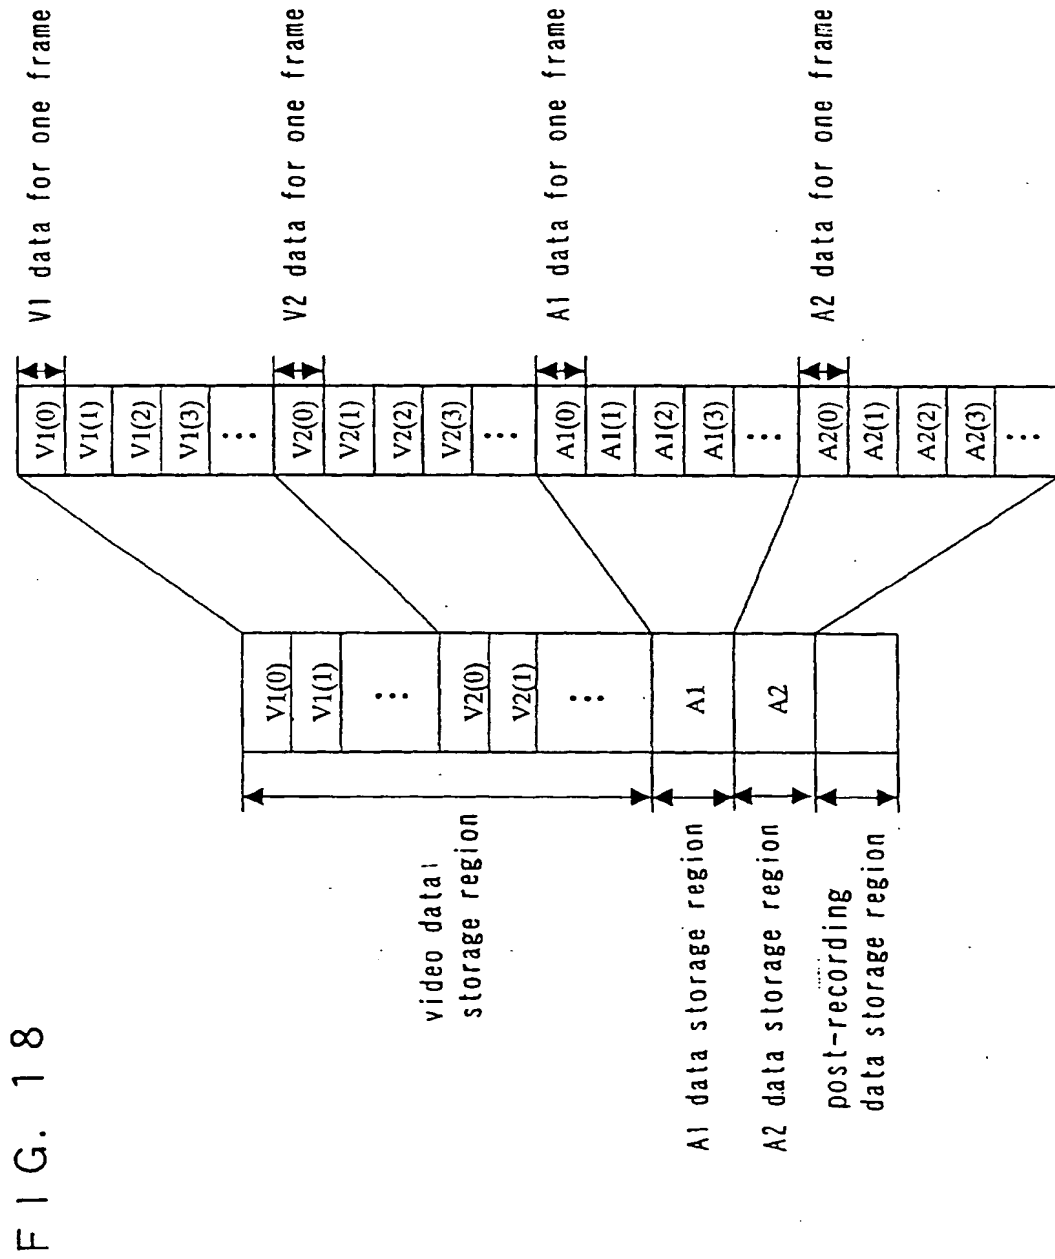 FIG. 18
video data
storage region
A1 data storage region
A2 data storage region
post-recording
data storage region
V1(0)
V1(1)
...
V2(0)
V2(1)
...
A1
A2
V1(0)
V1(1)
V1(2)
V1(3)
...
V2(0)
V2(1)
V2(2)
V2(3)
...
A1(0)
A1(1)
A1(2)
A1(3)
...
A2(0)
A2(1)
A2(2)
A2(3)
...
V1 data for one frame
V2 data for one frame
A1 data for one frame
A2 data for one frame